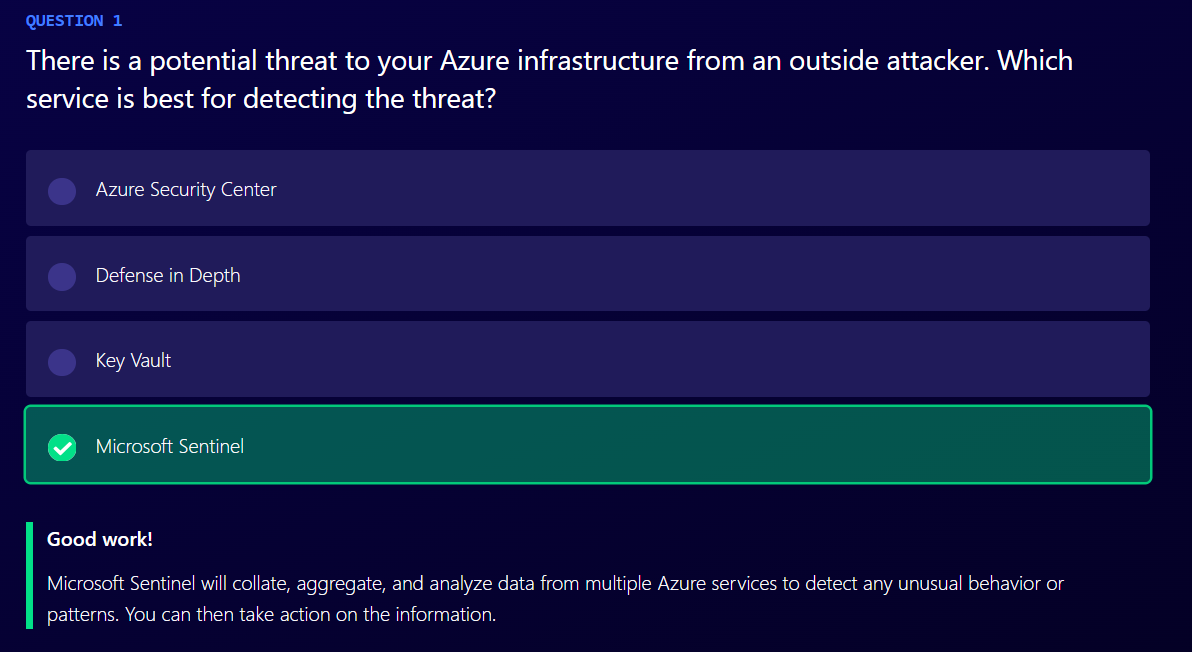 QUESTION 1
There is a potential threat to your Azure infrastructure from an outside attacker. Which
service is best for detecting the threat?
Azure Security Center
Defense in Depth
Key Vault
Microsoft Sentinel
Good work!
Microsoft Sentinel will collate, aggregate, and analyze data from multiple Azure services to detect any unusual behavior or
patterns. You can then take action on the information.